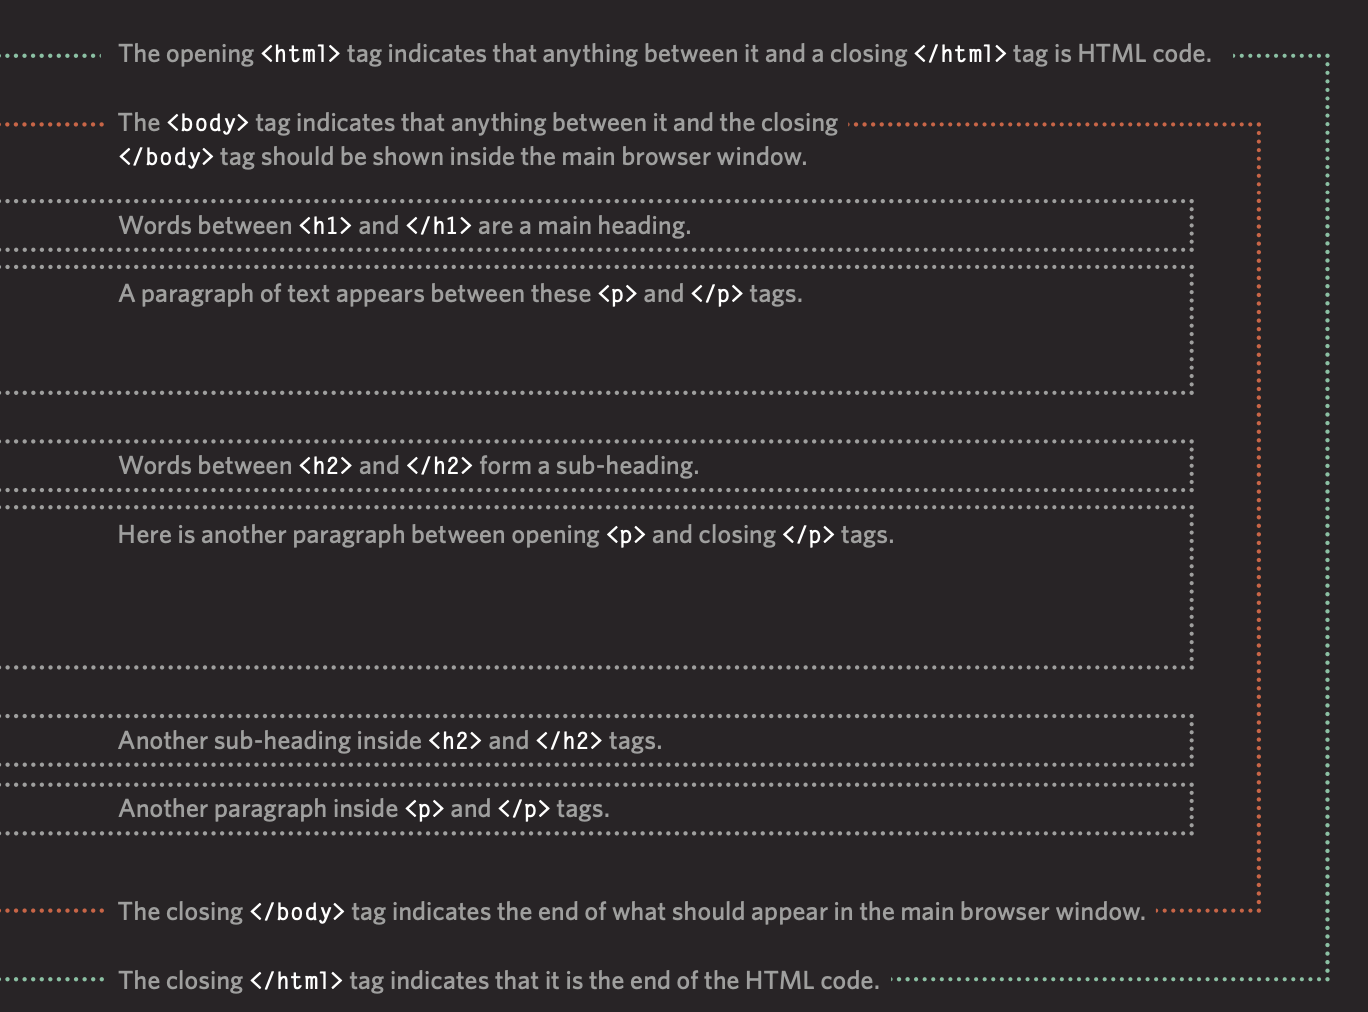 The opening <html> tag indicates that anything between it and a closing </html> tag is HTML code.
The <body> tag indicates that anything between it and the closing
</body> tag should be shown inside the main browser window.
Words between <h1> and </h1> are a main heading.
A paragraph of text appears between these <p> and </p> tags.
Words between <h2> and </h2> form a sub-heading.
Here is another paragraph between opening <p> and closing </p> tags.
Another sub-heading inside <h2> and </h2> tags.
Another paragraph inside <p> and </p> tags.
The closing </body> tag indicates the end of what should appear in the main browser window.
The closing </html> tag indicates that it is the end of the HTML code.